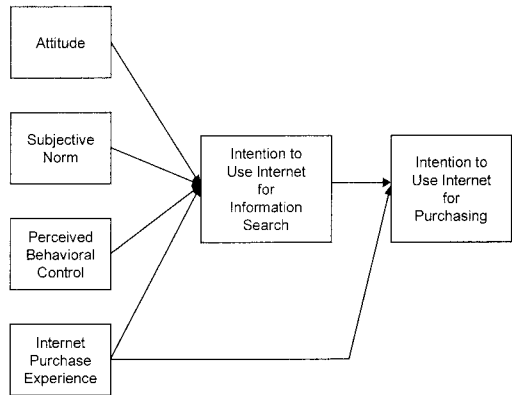 Attitude
Subjective
Norm
Perceived
Behavioral
Control
Internet
Purchase
Experience
Intention to
Use Internet
for
Information
Search
Intention to
Use Internet
for
Purchasing